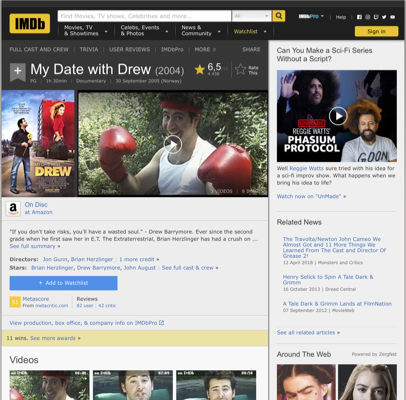 IMDb
Find Movies, TV shows, Celebrities and more...
All
IMDbPro
Help
Movies, TV
& Showtimes
Celebs, Events
& Photos
News &
Community
Watchlist
Sign in
FULL CAST AND CREW | TRIVIA | USER REVIEWS | IMDbPro | MORE
SHARE
My Date with Drew (2004)
6,5
Rate
This
PG | 1h 30min | Documentary | 30 September 2005 (Norway)
DREW
VIDEOS
On Disc
at Amazon
"If you don't take risks, you'll have a wasted soul." - Drew Barrymore. Ever since the second
grade when he first saw her in E.T. The Extraterrestrial, Brian Herzlinger has had a crush on ...
See full summary »
Directors: Jon Gunn, Brian Herzlinger | 1 more credit »
Stars: Brian Herzlinger, Drew Barrymore, John August | See full cast & crew »
+ Add to Watchlist
Metascore
From metacritic.com
Reviews
82 user | 42 critic
View production, box office, & company info on IMDbPro
11 wins. See more awards »
Videos
Can You Make a Sci-Fi Series
Without a Script?
REGGIE WATTS'
PHASIUM
PROTOCOL
Well Reggie Watts sure tried with his idea
for a sci-fi improv show. What happens when we
bring his idea to life?
Watch now on "UnMade" »
Related News
The Travolta/Newton John Cameo We
Almost Got and 11 More Things We
Learned From The Cast and Director Of
Grease 2!
12 April 2018 | Monsters and Critics
Henry Selick to Spin A Tale Dark &
Grimm
16 October 2013 | Dread Central
A Tale Dark & Grimm Lands at FilmNation
07 September 2012 | MovieWeb
See all related articles »
Around The Web
Powered by ZergNet